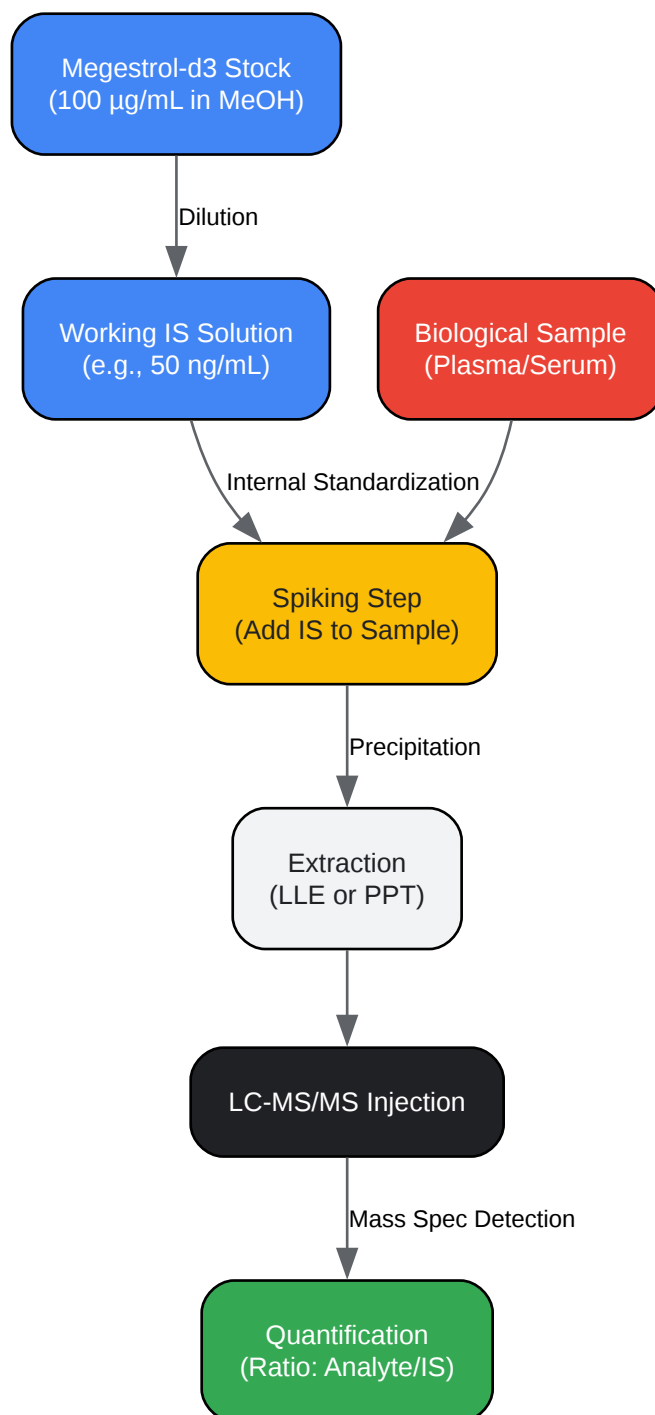 Megestrol-d3 Stock
(100 µg/mL in MeOH)
Dilution
Working IS Solution
(e.g., 50 ng/mL)
Biological Sample
(Plasma/Serum)
Internal Standardization
Spiking Step
(Add IS to Sample)
Precipitation
Extraction
(LLE or PPT)
LC-MS/MS Injection
Mass Spec Detection
Quantification
(Ratio: Analyte/IS)